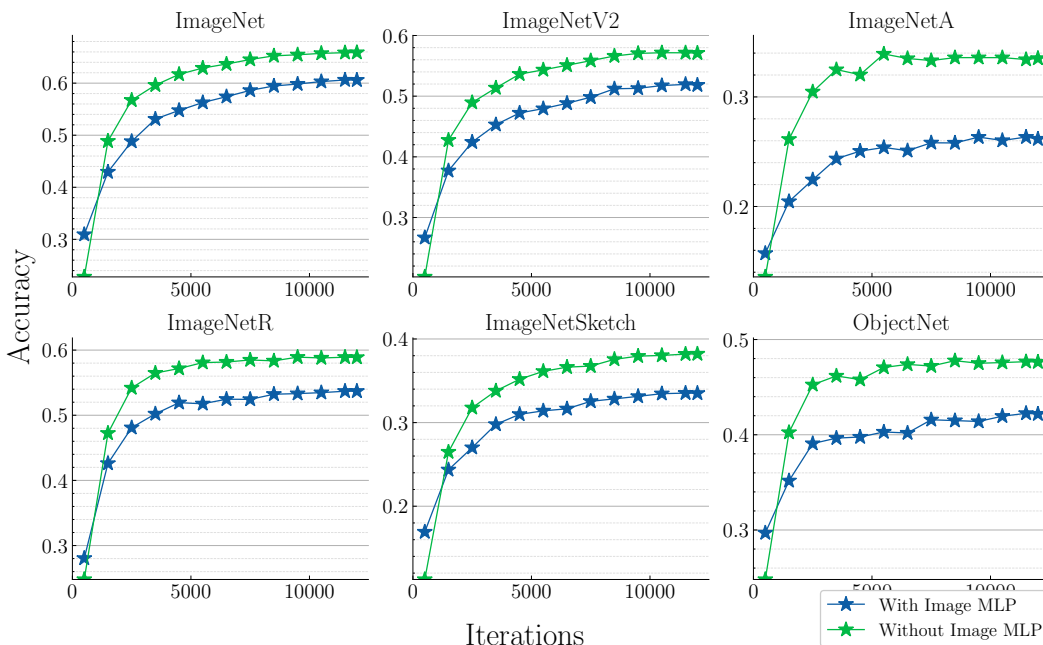 ImageNet
ImageNetV2
ImageNetA
0.6
0.5
0.4
0.3
0 5000 10000
0.6
0.5
0.4
0.3
0 5000 10000
0.3
0.2
0 5000 10000
Accuracy
ImageNetR
ImageNetSketch
ObjectNet
0.6
0.5
0.4
0.3
0 5000 10000
0.4
0.3
0.2
0 5000 10000
0.5
0.4
0.3
0 5000 10000
Iterations
With Image MLP
Without Image MLP